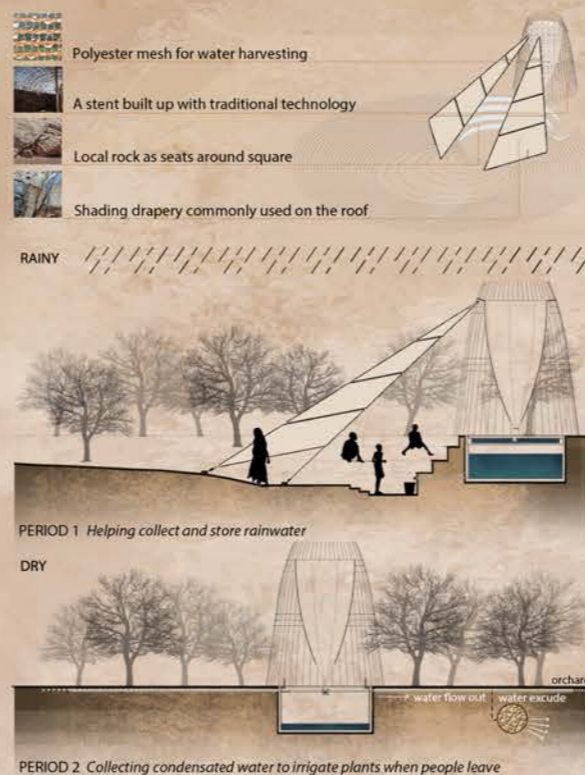 Polyester mesh for water harvesting
A stent built up with traditional technology
Local rock as seats around square
Shading drapery commonly used on the roof
RAINY
PERIOD 1 Helping collect and store rainwater
DRY
orchard
water flow out
water excude
PERIOD 2 Collecting condensated water to irrigate plants when people leave